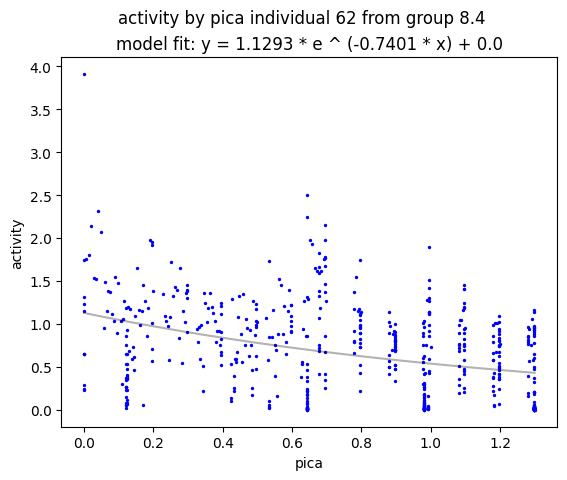 activity by pica individual 62 from group 8.4
model fit: y = 1.1293 * e ^ (-0.7401 * x) + 0.0
4.0
3.5
3.0
2.5
2.0
1.5
1.0
0.5
0.0
activity
0.0 0.2 0.4 0.6 0.8 1.0 1.2
pica